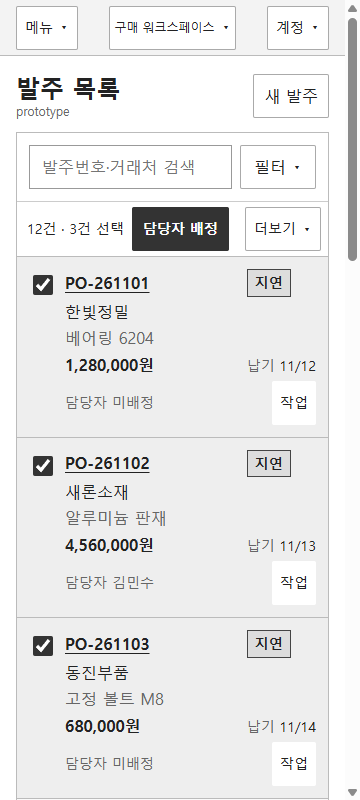 메뉴
구매 워크스페이스
계정
발주 목록
prototype
새 발주
발주번호·거래처 검색
필터
12건 · 3건 선택
담당자 배정
더보기
PO-261101
지연
한빛정밀
베어링 6204
1,280,000원
납기 11/12
담당자 미배정
작업
PO-261102
지연
새론소재
알루미늄 판재
4,560,000원
납기 11/13
담당자 김민수
작업
PO-261103
지연
동진부품
고정 볼트 M8
680,000원
납기 11/14
담당자 미배정
작업